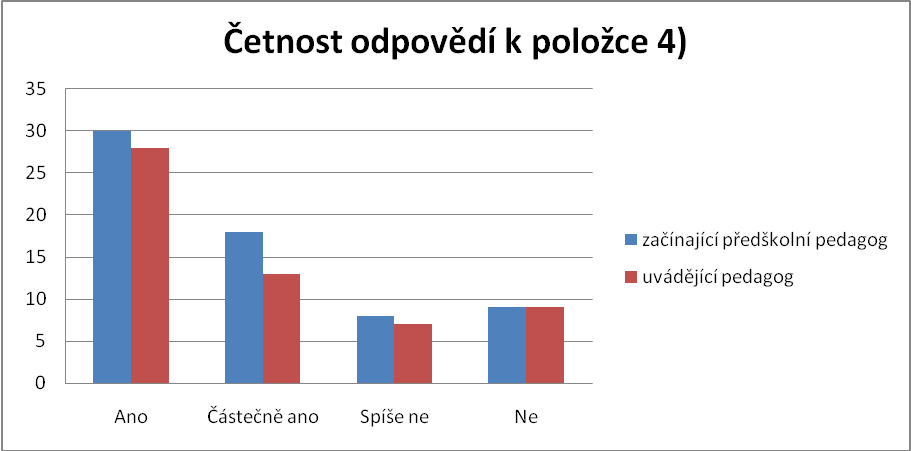 Četnost odpovědí k položce 4)
35
30
25
20
15
10
5
0
Ano
Částečně ano
Spíše ne
Ne
začínající předškolní pedagog
uvádějící pedagog